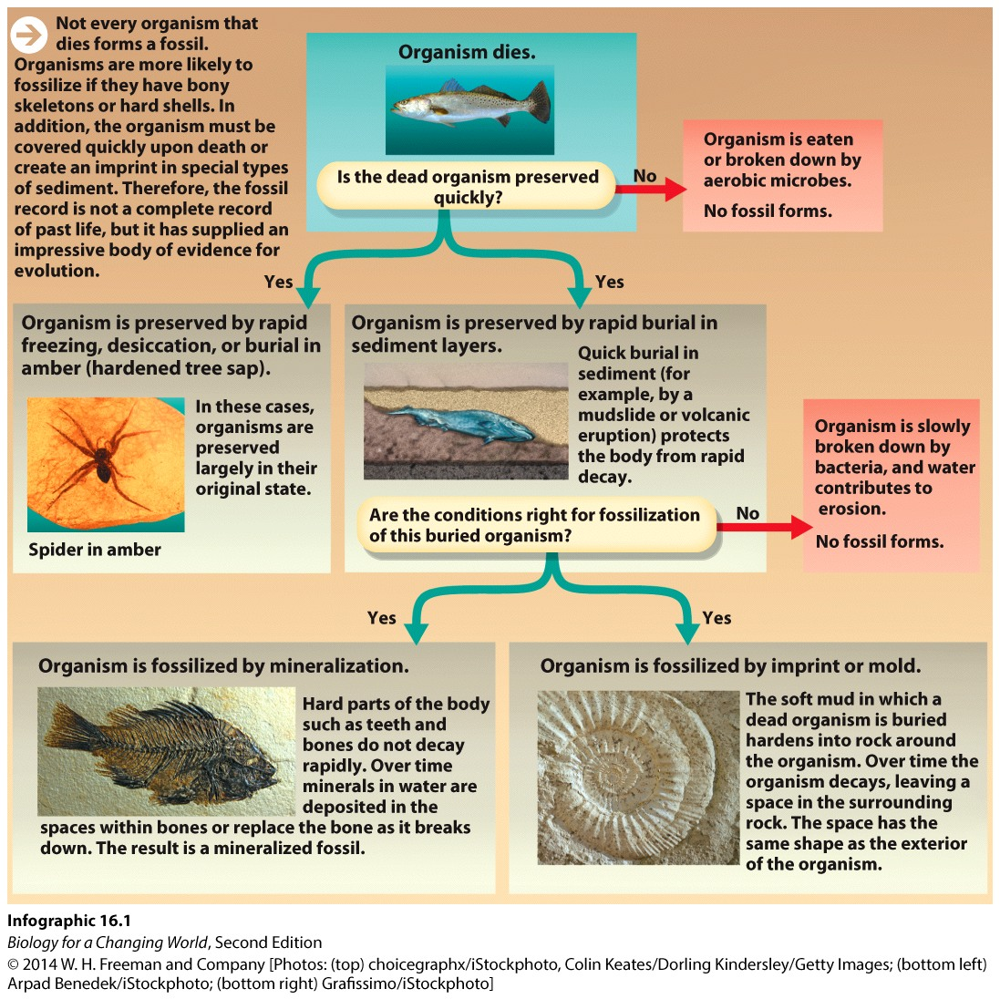 Not every organism that
dies forms a fossil.
Organisms are more likely to
fossilize if they have bony
skeletons or hard shells. In
addition, the organism must be
covered quickly upon death or
create an imprint in special types
of sediment. Therefore, the fossil
record is not a complete record
of past life, but it has supplied an
impressive body of evidence for
evolution.
Organism dies.
Is the dead organism preserved
quickly?
No
Organism is eaten
or broken down by
aerobic microbes.
No fossil forms.
Yes
Yes
Organism is preserved by rapid
freezing, desiccation, or burial in
amber (hardened tree sap).
In these cases,
organisms are
preserved
largely in their
original state.
Spider in amber
Organism is preserved by rapid burial in
sediment layers.
Quick burial in
sediment (for
example, by a
mudslide or volcanic
eruption) protects
the body from rapid
decay.
Are the conditions right for fossilization
of this buried organism?
No
Organism is slowly
broken down by
bacteria, and water
contributes to
erosion.
No fossil forms.
Yes
Yes
Organism is fossilized by mineralization.
Hard parts of the body
such as teeth and
bones do not decay
rapidly. Over time
minerals in water are
deposited in the
spaces within bones or replace the bone as it breaks
down. The result is a mineralized fossil.
Organism is fossilized by imprint or mold.
The soft mud in which a
dead organism is buried
hardens into rock around
the organism. Over time the
organism decays, leaving a
space in the surrounding
rock. The space has the
same shape as the exterior
of the organism.
Infographic 16.1
Biology for a Changing World, Second Edition
© 2014 W. H. Freeman and Company [Photos: (top) choicegraphx/iStockphoto, Colin Keates/Dorling Kindersley/Getty Images; (bottom left)
Arpad Benedek/iStockphoto; (bottom right) Grafissimo/iStockphoto]